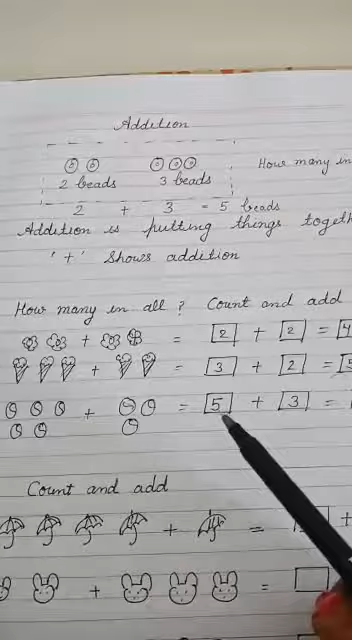 Addition
How many in
2 beads 3 beads
2 + 3 = 5 beads
Addition is putting things togeth
'+' shows addition
How many in all ? Count and add
+ = 2 + 2 = 4
+ = 3 + 2 = 5
+ = 5 + 3 =
Count and add
+ = +
+ =